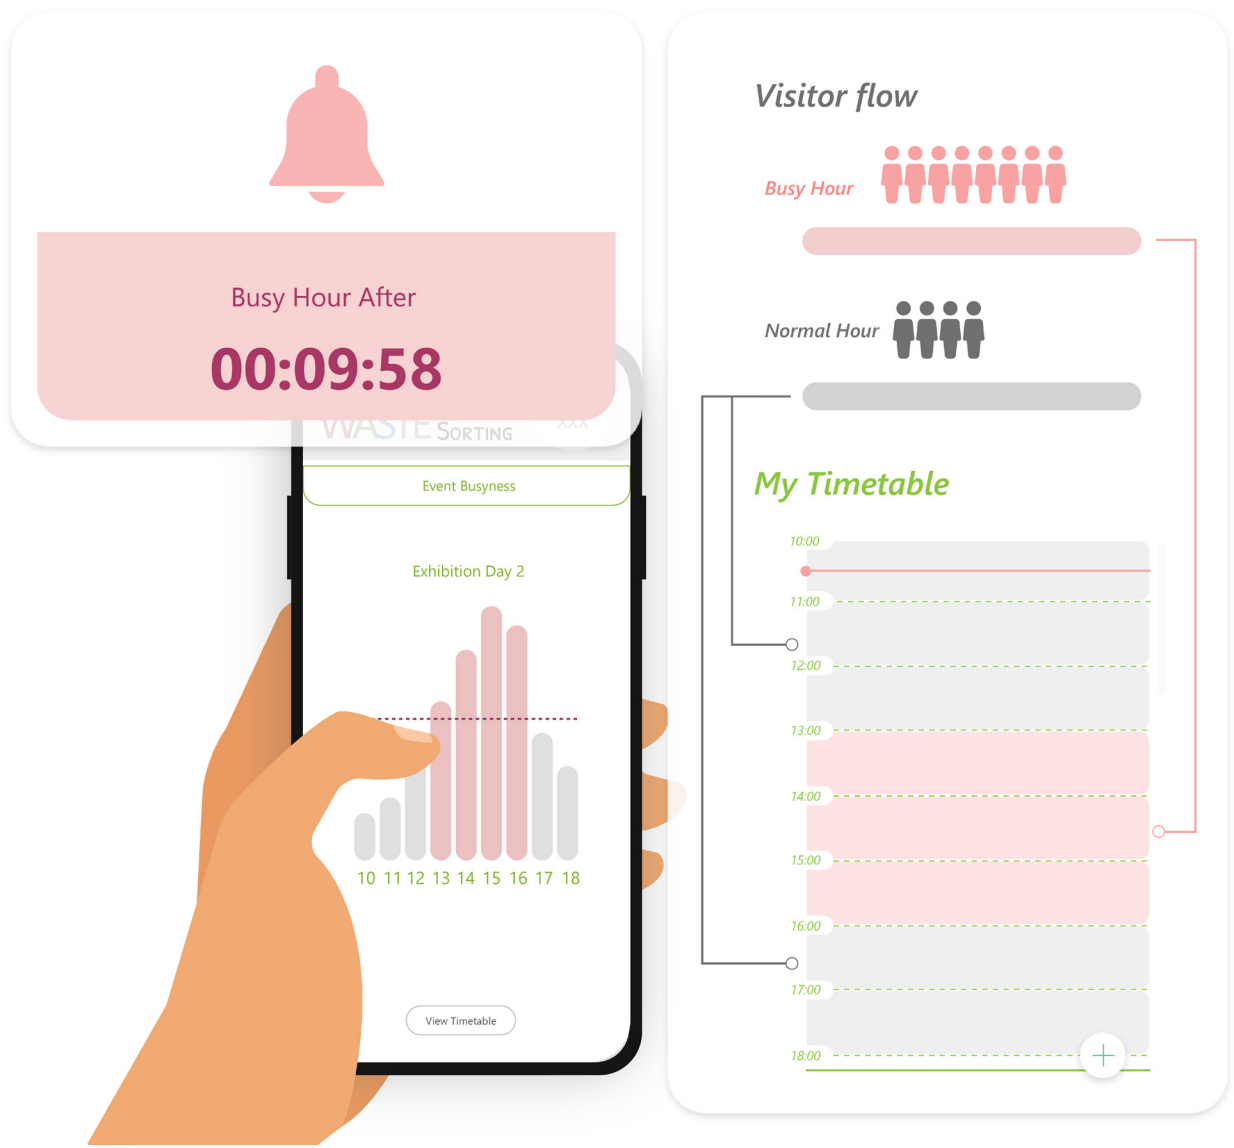 Busy Hour After
00:09:58
WASTE SORTING
XXX
Event Busyness
Exhibition Day 2
10 11 12 13 14 15 16 17 18
View Timetable
Visitor flow
Busy Hour
Normal Hour
My Timetable
10:00
11:00
12:00
13:00
14:00
15:00
16:00
17:00
18:00